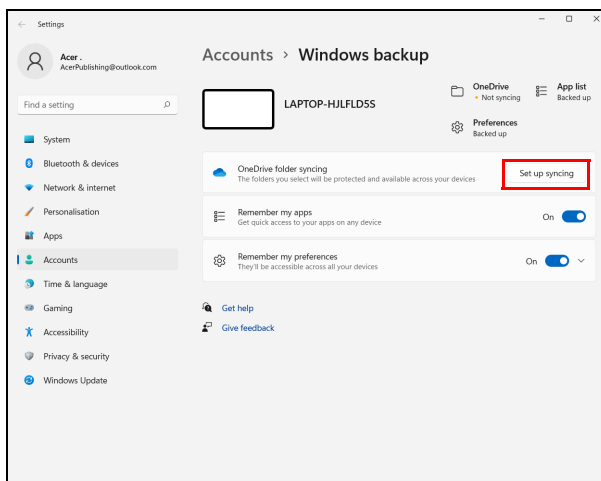 Settings
Acer .
AcerPublishing@outlook.com
Find a setting
System
Bluetooth & devices
Network & internet
Personalisation
Apps
Accounts
Time & language
Gaming
Accessibility
Privacy & security
Windows Update
Accounts > Windows backup
LAPTOP-HJLFLD5S
OneDrive
• Not syncing
App list
Backed up
Preferences
Backed up
OneDrive folder syncing
The folders you select will be protected and available across your devices
Set up syncing
Remember my apps
Get quick access to your apps on any device
On
Remember my preferences
They'll be accessible across all your devices
On
Get help
Give feedback